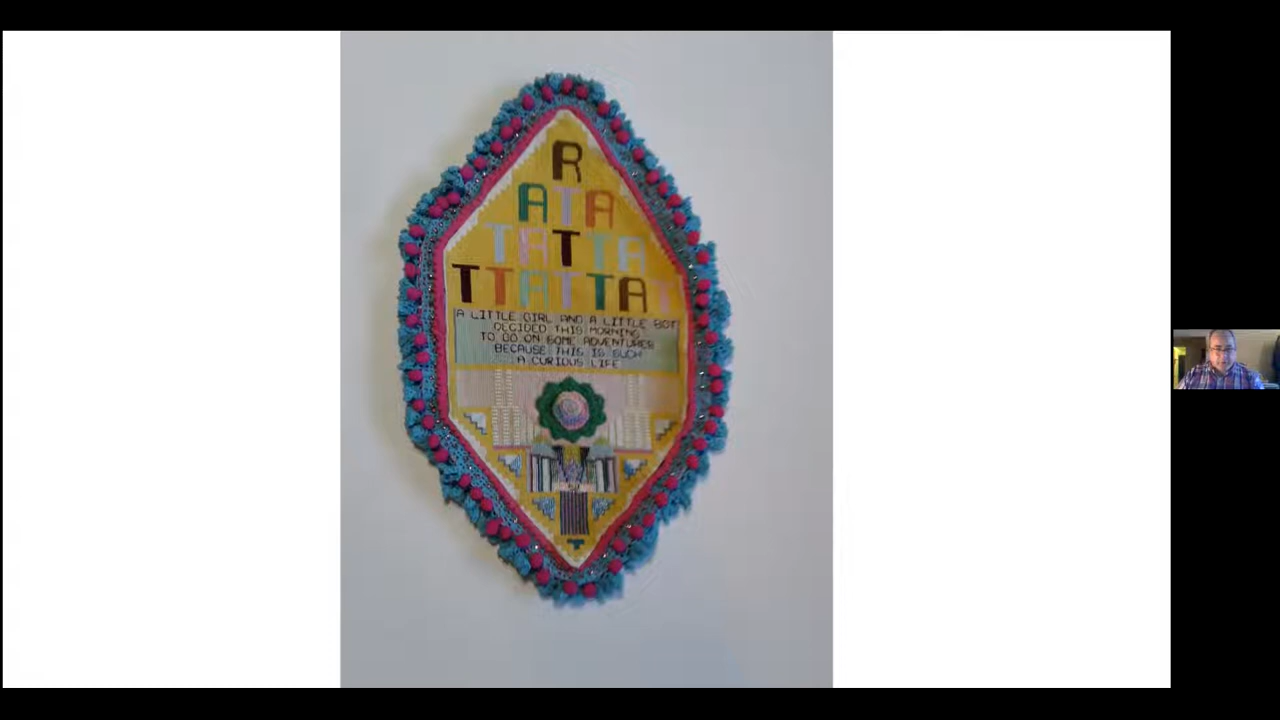 R
ATA
TATTA
TTATTAT
A LITTLE GIRL AND A LITTLE BOY
DECIDED THIS MORNING
TO GO ON SOME ADVENTURES
BECAUSE THIS IS SUCH
A CURIOUS LIFE